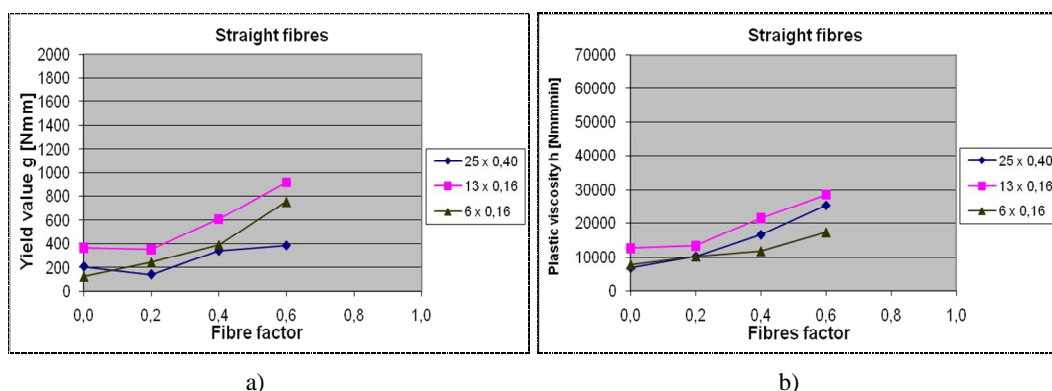 Straight fibres
2000
1800
1600
1400
1200
1000
800
600
400
200
0
Yield value g [Nmm]
0,0 0,2 0,4 0,6 0,8 1,0
Fibre factor
25 x 0,40
13 x 0,16
6 x 0,16
a)
Straight fibres
70000
60000
50000
40000
30000
20000
10000
0
Plastic viscosity h [Nmmmin]
0,0 0,2 0,4 0,6 0,8 1,0
Fibres factor
25 x 0,40
13 x 0,16
6 x 0,16
b)